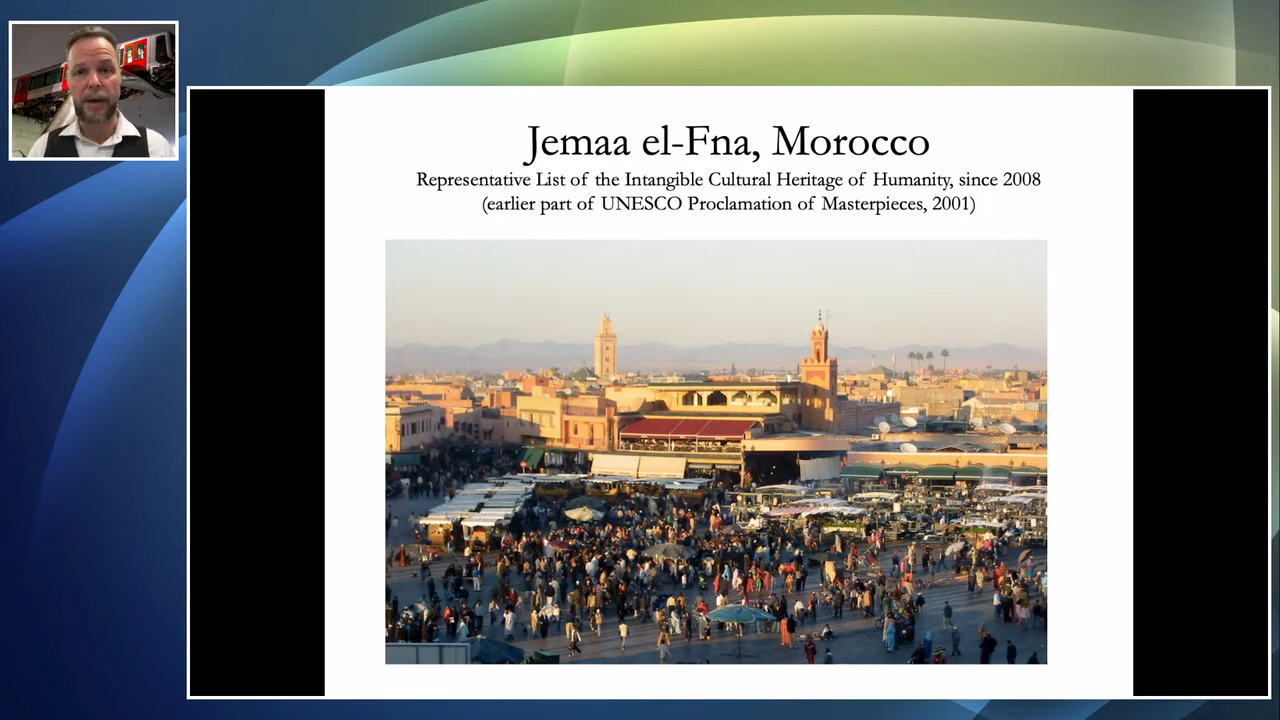 Jemaa el-Fna, Morocco
Representative List of the Intangible Cultural Heritage of Humanity, since 2008
(earlier part of UNESCO Proclamation of Masterpieces, 2001)